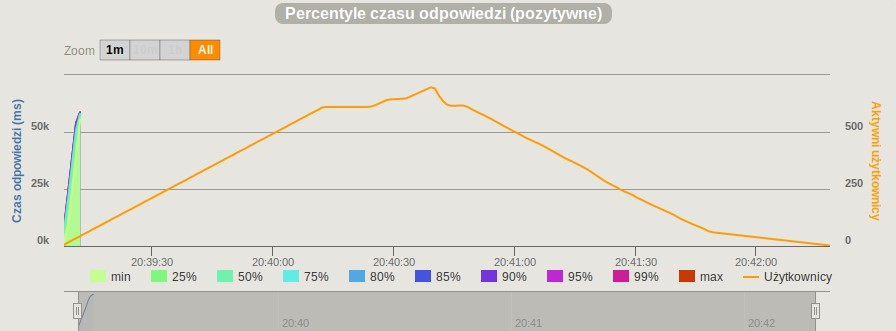 Percentyle czasu odpowiedzi (pozytywne)
Zoom 1m 10m 1h All
Czas odpowiedzi (ms)
50k
25k
0k
500
250
0
Aktywni użytkownicy
20:39:30 20:40:00 20:40:30 20:41:00 20:41:30 20:42:00
min 25% 50% 75% 80% 85% 90% 95% 99% max Użytkownicy
20:40 20:41 20:42